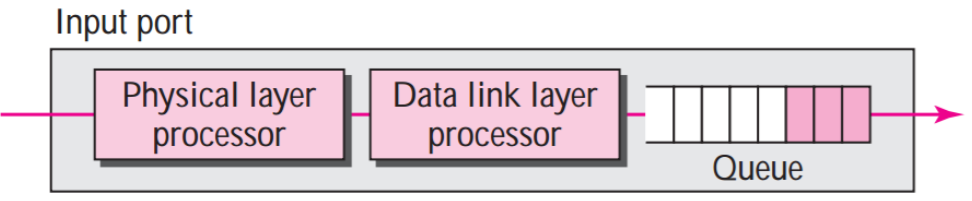 Input port
Physical layer
processor
Data link layer
processor
Queue